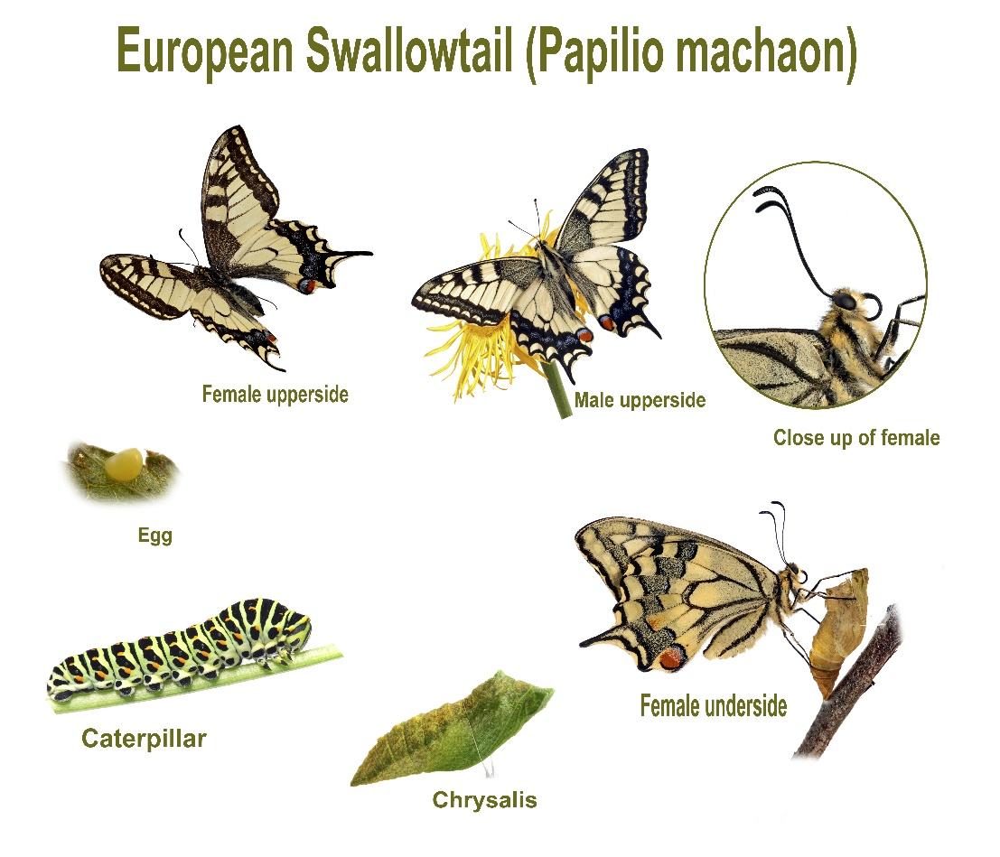 European Swallowtail (Papilio machaon)
Female upperside
Male upperside
Close up of female
Egg
Caterpillar
Chrysalis
Female underside